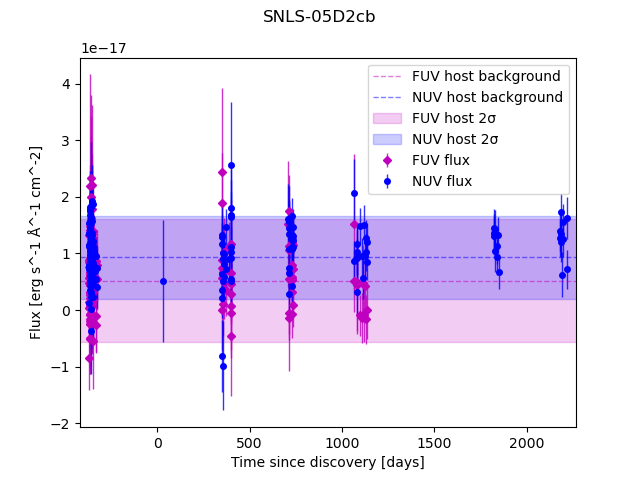 SNLS-05D2cb
1e−17
FUV host background
NUV host background
FUV host 2σ
NUV host 2σ
FUV flux
NUV flux
4
3
2
1
0
−1
−2
Flux [erg s^-1 Å^-1 cm^-2]
0
500
1000
1500
2000
Time since discovery [days]